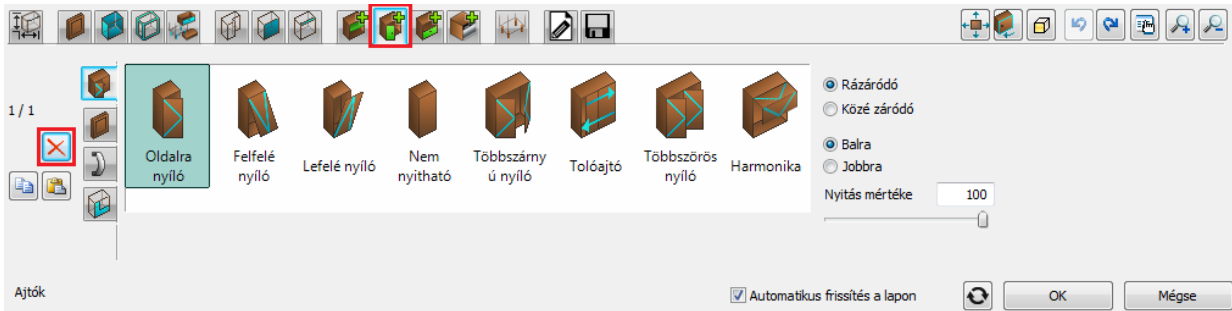 1 / 1
Oldalra
nyíló
Felfelé
nyíló
Lefelé nyíló
Nem
nyitható
Többszárny
ú nyíló
Tolóajtó
Többszörös
nyíló
Harmonika
Rázáródó
Közé záródó
Balra
Jobbra
Nyitás mértéke 100
Ajtók
Automatikus frissítés a lapon
OK
Mégse